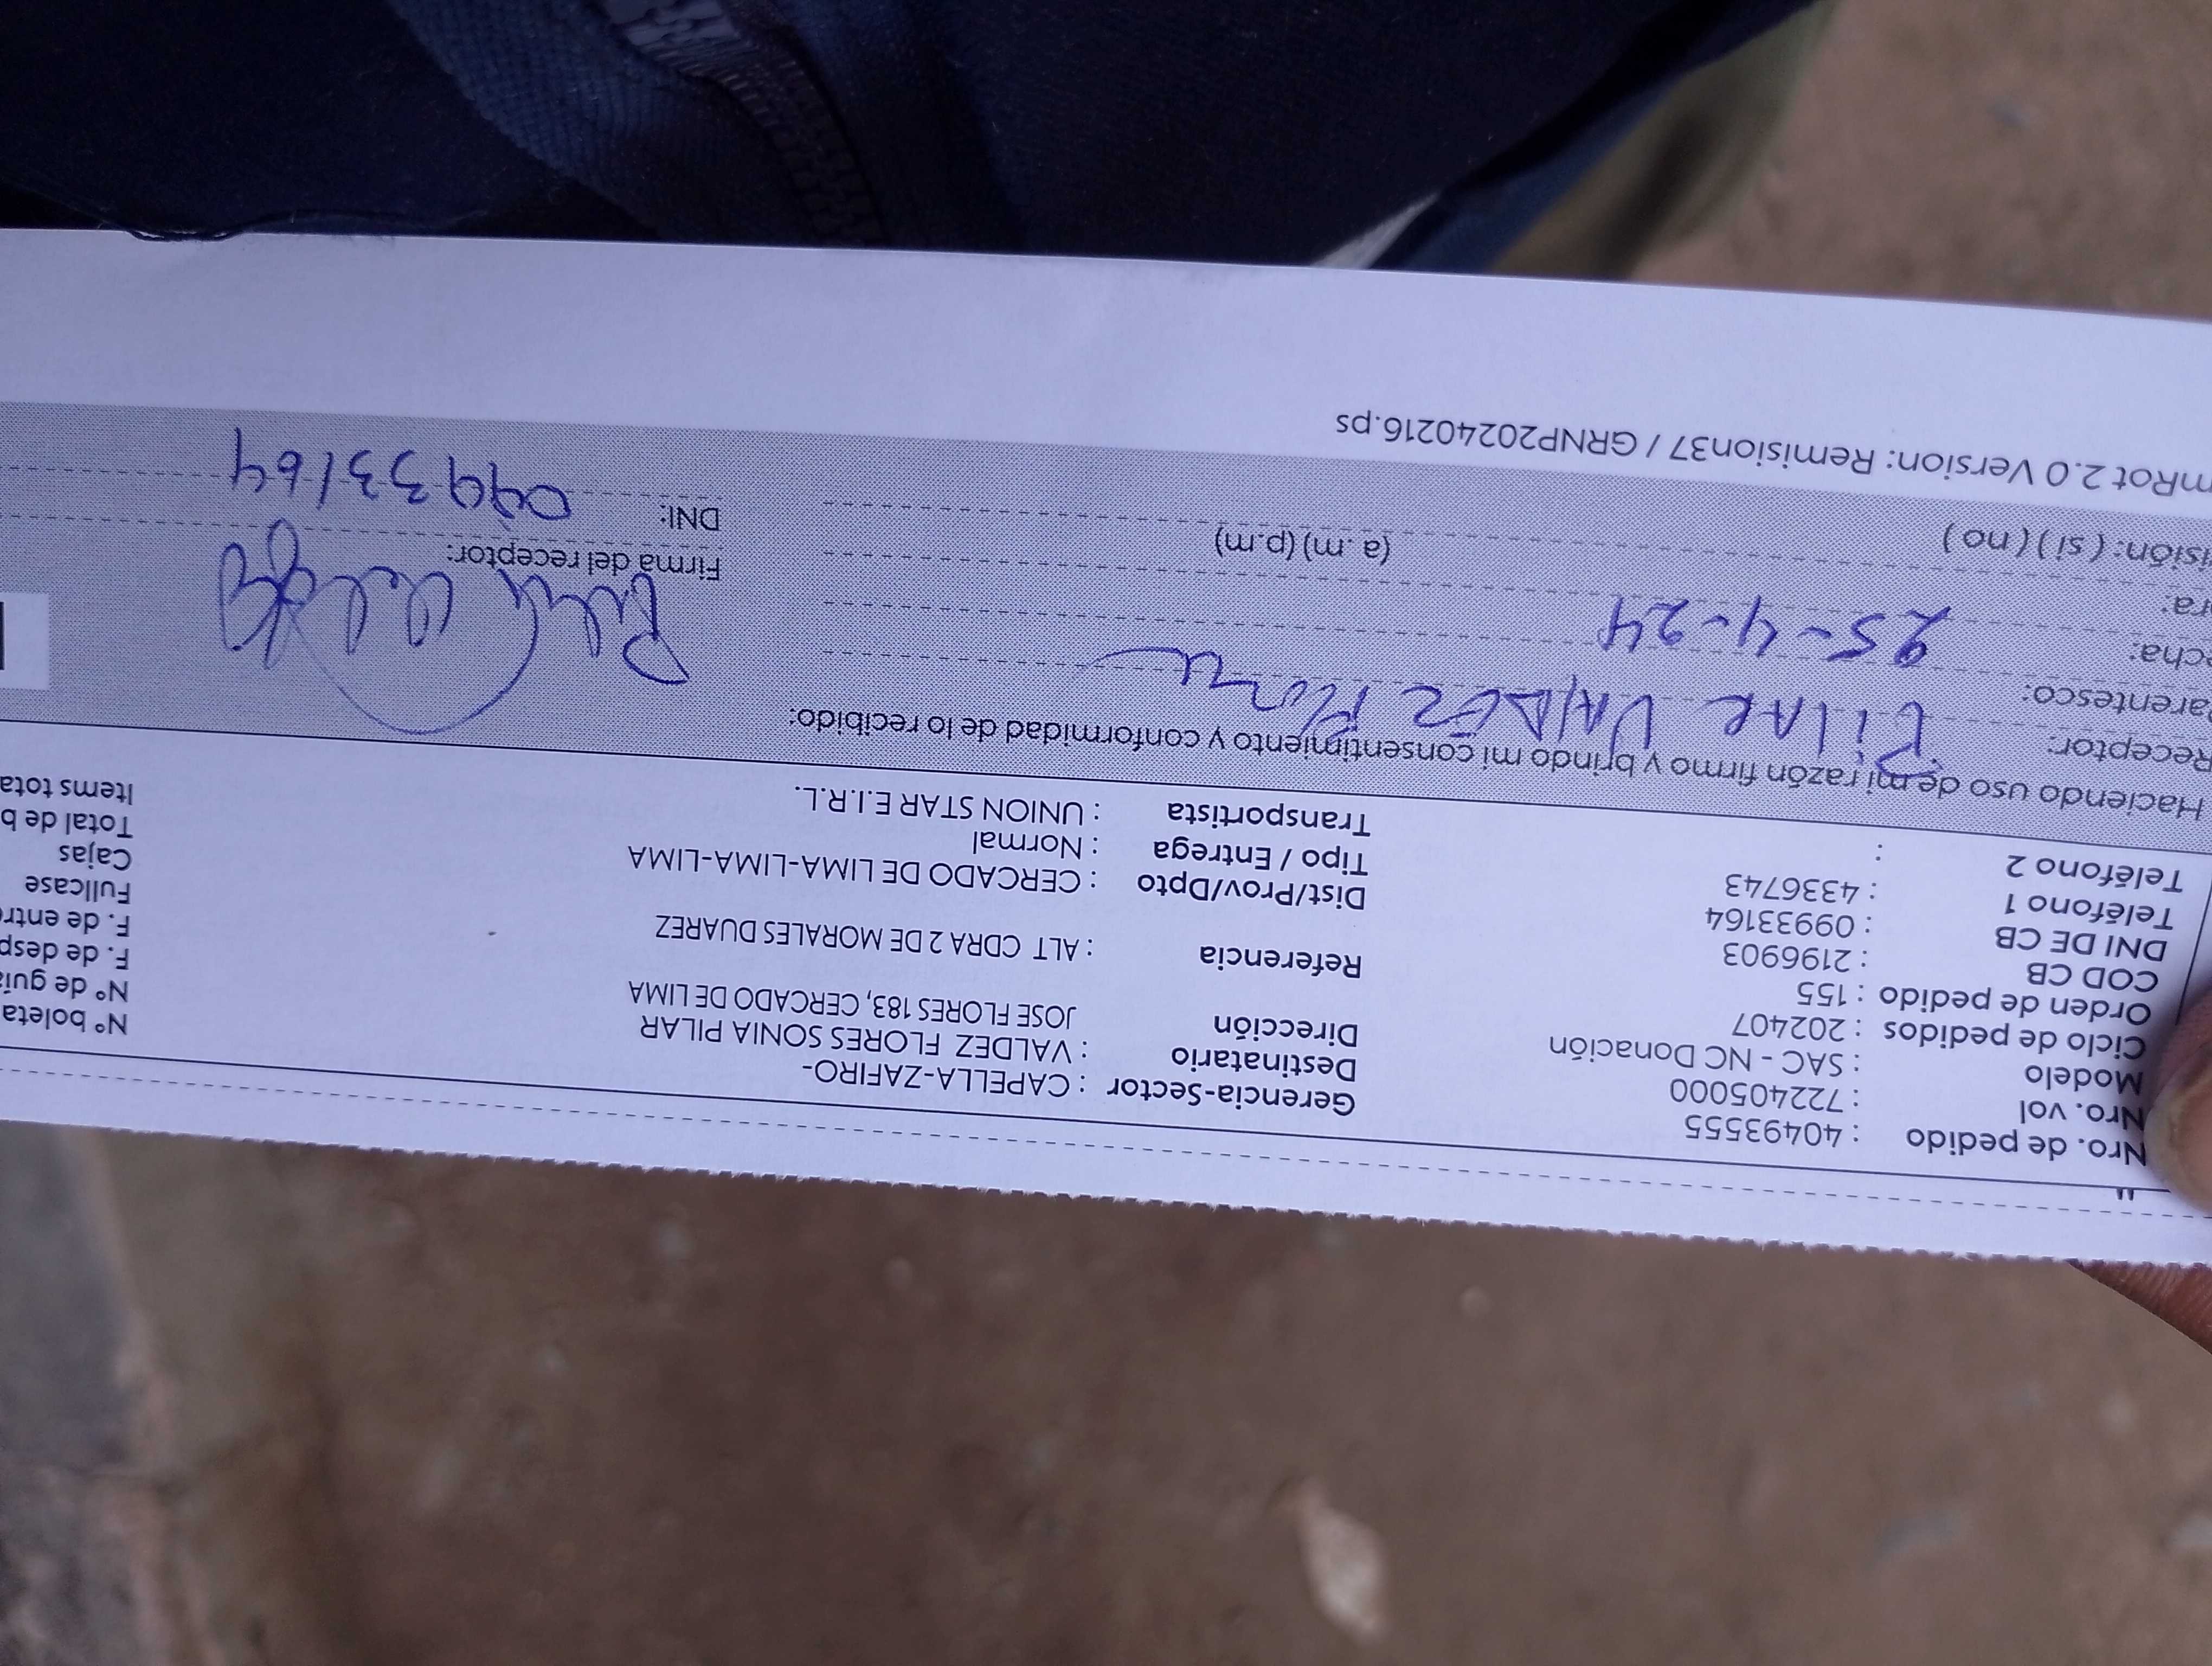 Nro. de pedido : 40493555 Gerencia-Sector : CAPELLA-ZAFIRO- Nº boleta
Nro. vol : 722405000 Destinatario : VALDEZ FLORES SONIA PILAR Nº de guía
Modelo : SAC - NC Donación Dirección JOSE FLORES 183, CERCADO DE LIMA F. de desp
Ciclo de pedidos : 202407 F. de entre
Orden de pedido : 155 Referencia : ALT CDRA 2 DE MORALES DUAREZ Fullcase
COD CB : 2196903 Cajas
DNI DE CB : 09933164 Dist/Prov/Dpto : CERCADO DE LIMA-LIMA-LIMA Total de b
Teléfono 1 : 4336743 Tipo / Entrega : Normal Items tota
Teléfono 2 : Transportista : UNION STAR E.I.R.L.
Haciendo uso de mi razón firmo y brindo mi consentimiento y conformidad de lo recibido:
Receptor: Pilar VALDEZ Flores
arentesco:
echa: 25-4-24 Firma del receptor:
ra: (a.m) (p.m) DNI: 09933164
isión: ( si ) ( no )
mRot 2.0 Version: Remision37 / GRNP20240216.ps